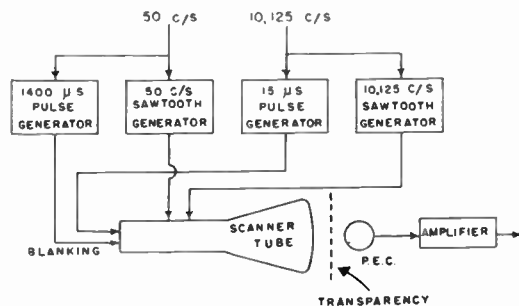 50 C/S
10,125 C/S
1400 µS
PULSE
GENERATOR
50 C/S
SAWTOOTH
GENERATOR
15 µS
PULSE
GENERATOR
10,125 C/S
SAWTOOTH
GENERATOR
BLANKING
SCANNER
TUBE
P.E.C.
AMPLIFIER
TRANSPARENCY